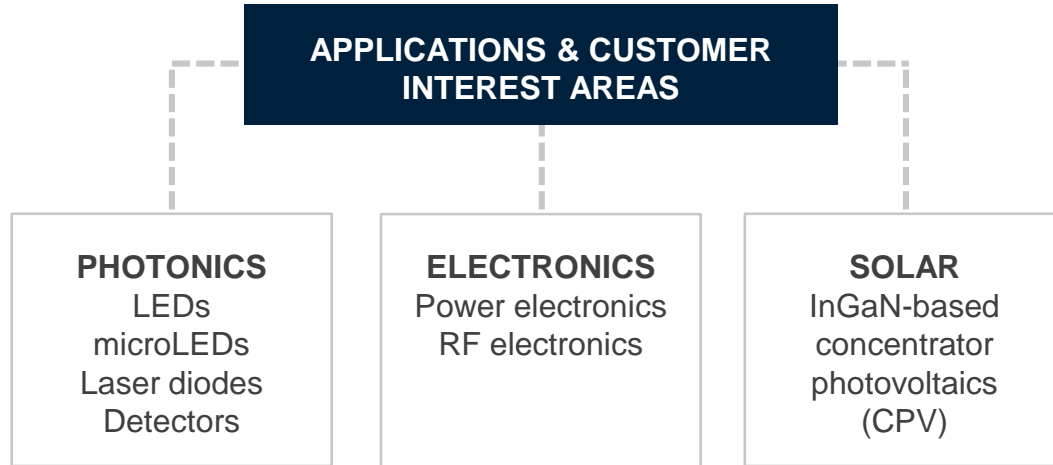 APPLICATIONS & CUSTOMER
INTEREST AREAS
PHOTONICS
LEDs
microLEDs
Laser diodes
Detectors
ELECTRONICS
Power electronics
RF electronics
SOLAR
InGaN-based
concentrator
photovoltaics
(CPV)